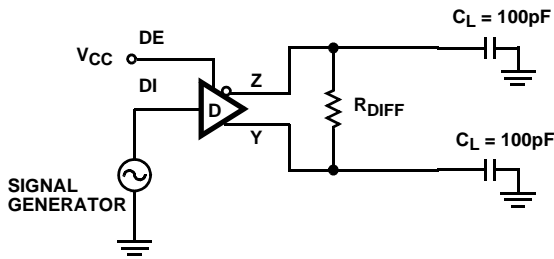 C_L = 100pF
DE
V_CC
DI
Z
D
R_DIFF
Y
C_L = 100pF
SIGNAL
GENERATOR